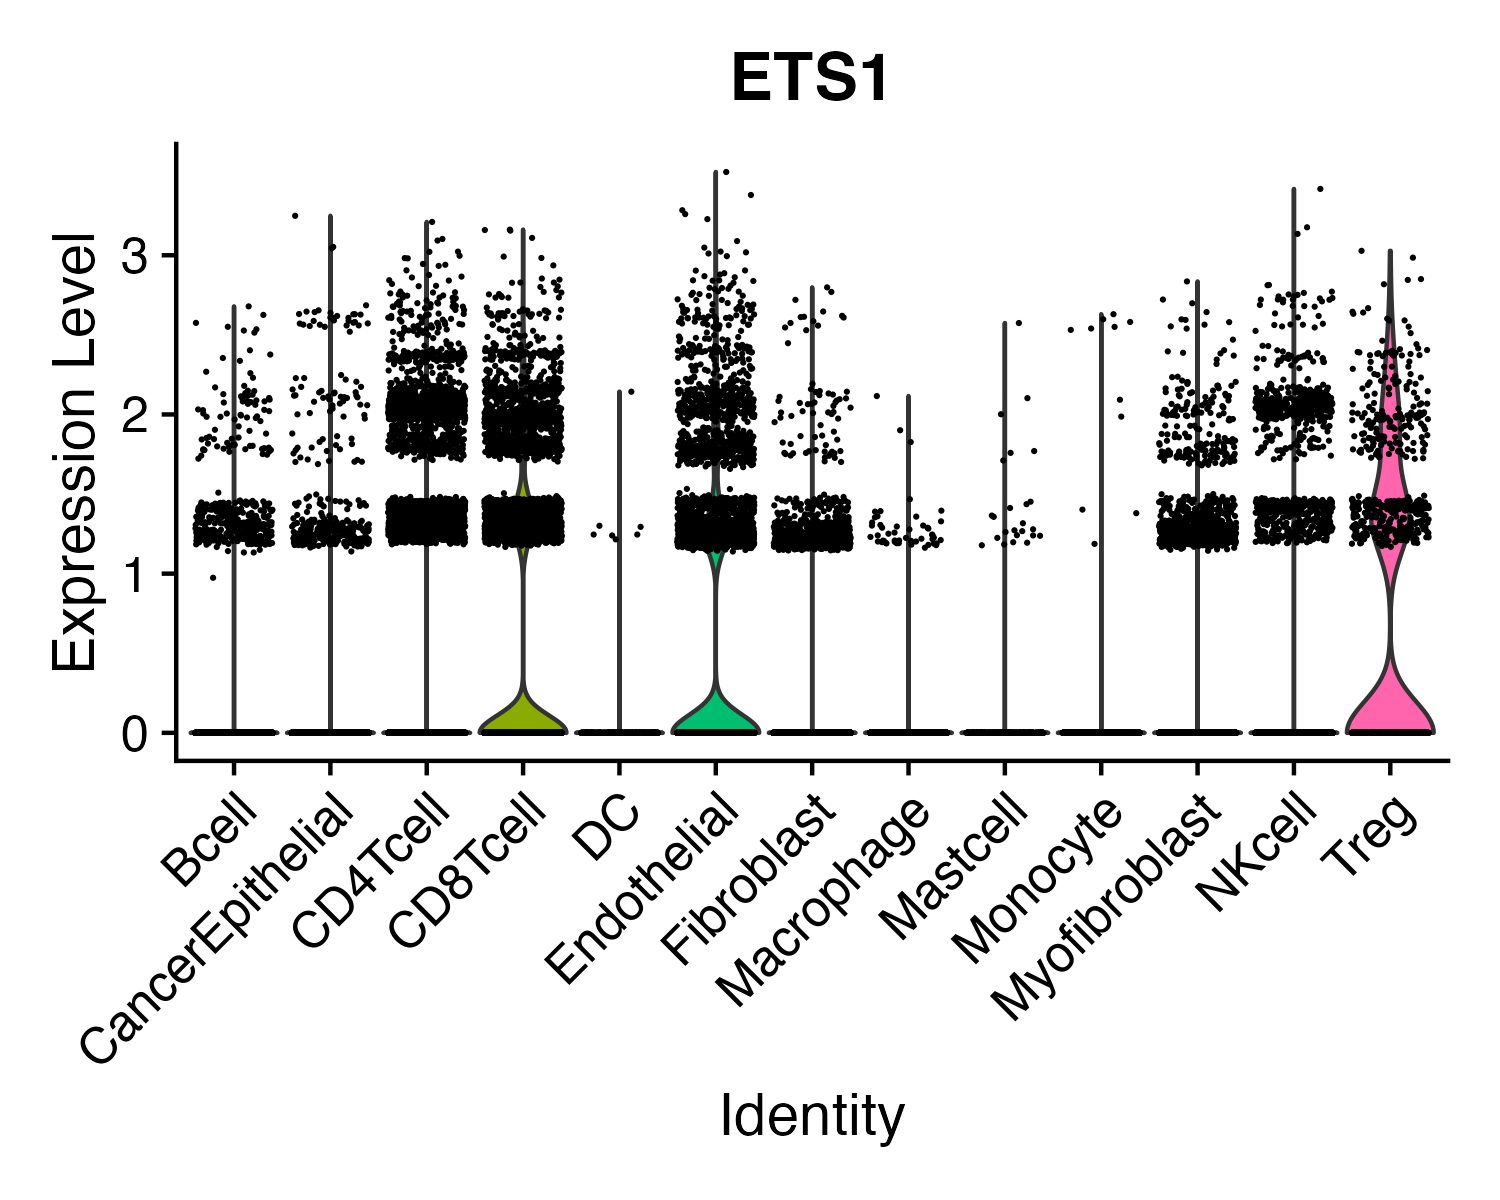 ETS1
Expression Level
3
2
1
0
Bcell
CancerEpithelial
CD4Tcell
CD8Tcell
DC
Endothelial
Fibroblast
Macrophage
Mastcell
Monocyte
Myofibroblast
NKcell
Treg
Identity